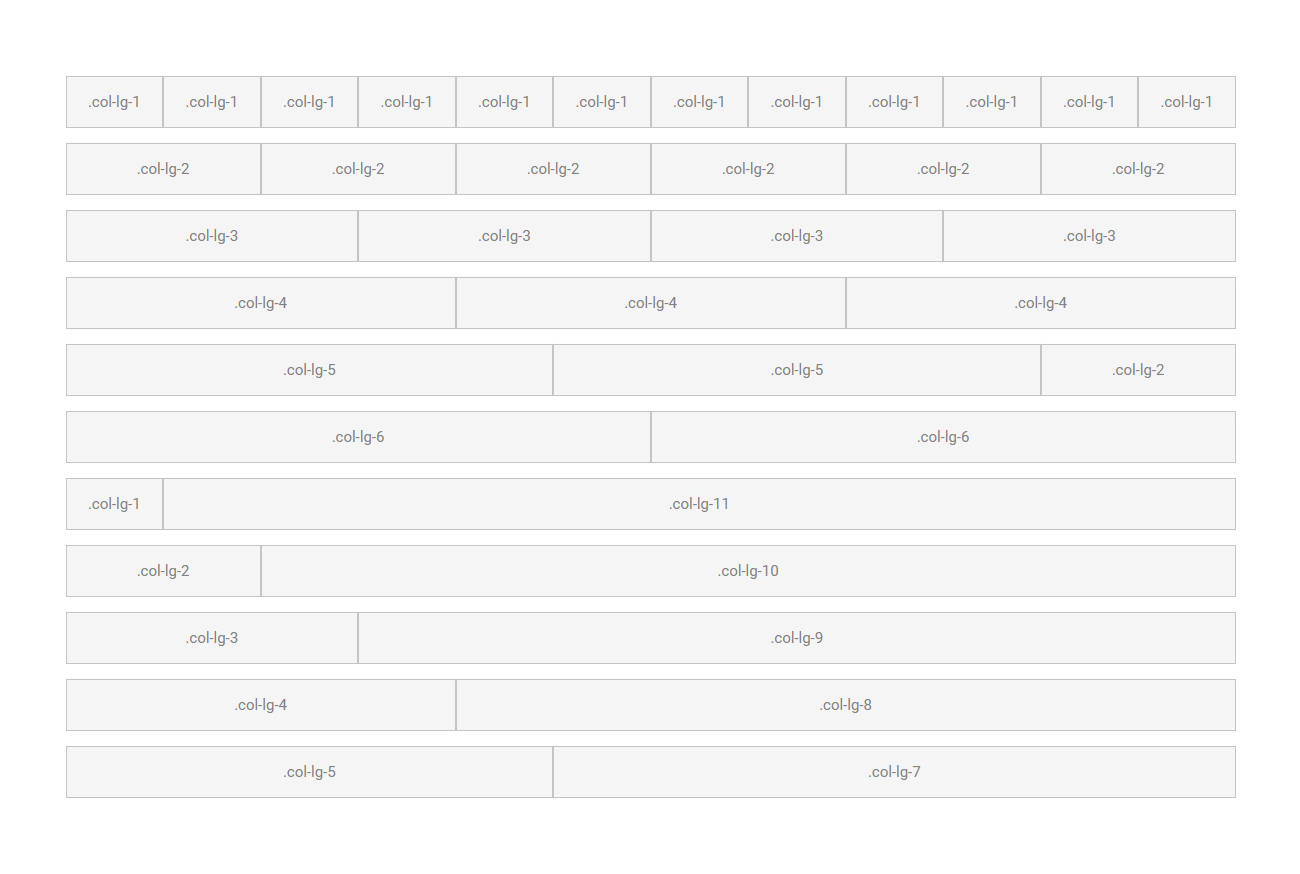 .col-lg-1 .col-lg-1 .col-lg-1 .col-lg-1 .col-lg-1 .col-lg-1 .col-lg-1 .col-lg-1 .col-lg-1 .col-lg-1 .col-lg-1 .col-lg-1
.col-lg-2 .col-lg-2 .col-lg-2 .col-lg-2 .col-lg-2 .col-lg-2
.col-lg-3 .col-lg-3 .col-lg-3 .col-lg-3
.col-lg-4 .col-lg-4 .col-lg-4
.col-lg-5 .col-lg-5 .col-lg-2
.col-lg-6 .col-lg-6
.col-lg-1 .col-lg-11
.col-lg-2 .col-lg-10
.col-lg-3 .col-lg-9
.col-lg-4 .col-lg-8
.col-lg-5 .col-lg-7